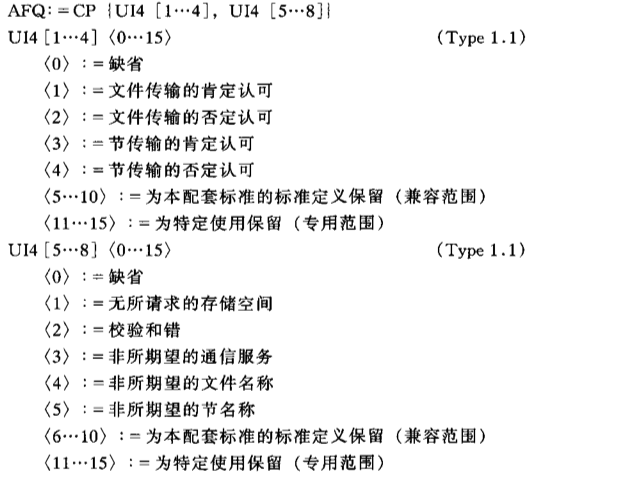 AFQ:=CP {UI4 [1…4], UI4 [5…8]}
UI4 [1…4]〈0…15〉 (Type 1.1)
〈0〉:=缺省
〈1〉:=文件传输的肯定认可
〈2〉:=文件传输的否定认可
〈3〉:=节传输的肯定认可
〈4〉:=节传输的否定认可
〈5…10〉:=为本配套标准的标准定义保留（兼容范围）
〈11…15〉:=为特定使用保留（专用范围）
UI4 [5…8]〈0…15〉 (Type 1.1)
〈0〉:=缺省
〈1〉:=无所请求的存储空间
〈2〉:=校验和错
〈3〉:=非所期望的通信服务
〈4〉:=非所期望的文件名称
〈5〉:=非所期望的节名称
〈6…10〉:=为本配套标准的标准定义保留（兼容范围）
〈11…15〉:=为特定使用保留（专用范围）